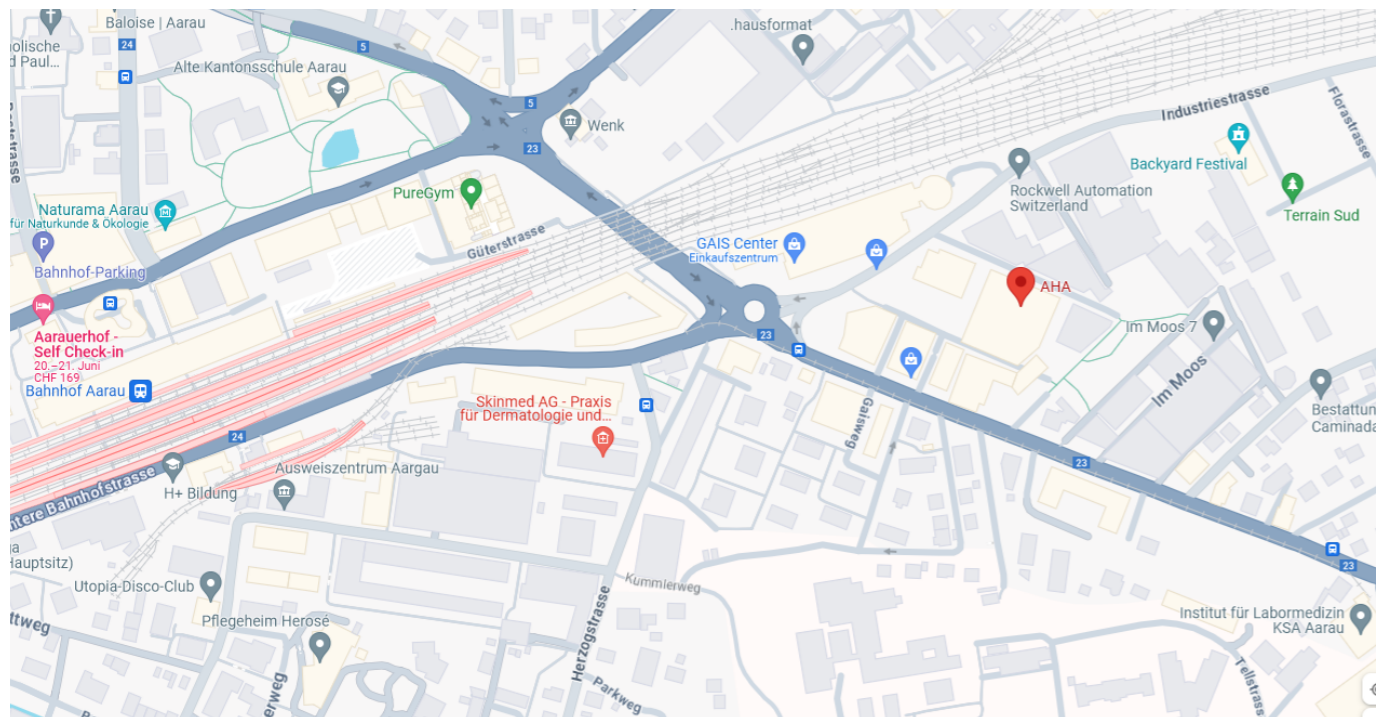 Baloise | Aarau
24
5
.hausformat
Alte Kantonsschule Aarau
5
Wenk
23
Industriestrasse
Florastrasse
Backyard Festival
PureGym
Rockwell Automation
Switzerland
Terrain Sud
Naturama Aarau
für Naturkunde & Ökologie
Güterstrasse
GAIS Center
Einkaufszentrum
P
Bahnhof-Parking
AHA
Aarauerhof -
Self Check-in
20.–21. Juni
CHF 169
Bahnhof Aarau
23
Im Moos 7
Im Moos
Skinmed AG - Praxis
für Dermatologie und...
Gaisweg
Bestattun
Caminada
24
23
H+ Bildung
Ausweiszentrum Aargau
ntere Bahnhofstrasse
Hauptsitz)
23
Utopia-Disco-Club
Kummlerweg
Pflegeheim Herosé
Institut für Labormedizin
KSA Aarau
Herzogstrasse
Parkweg
Tellstrass